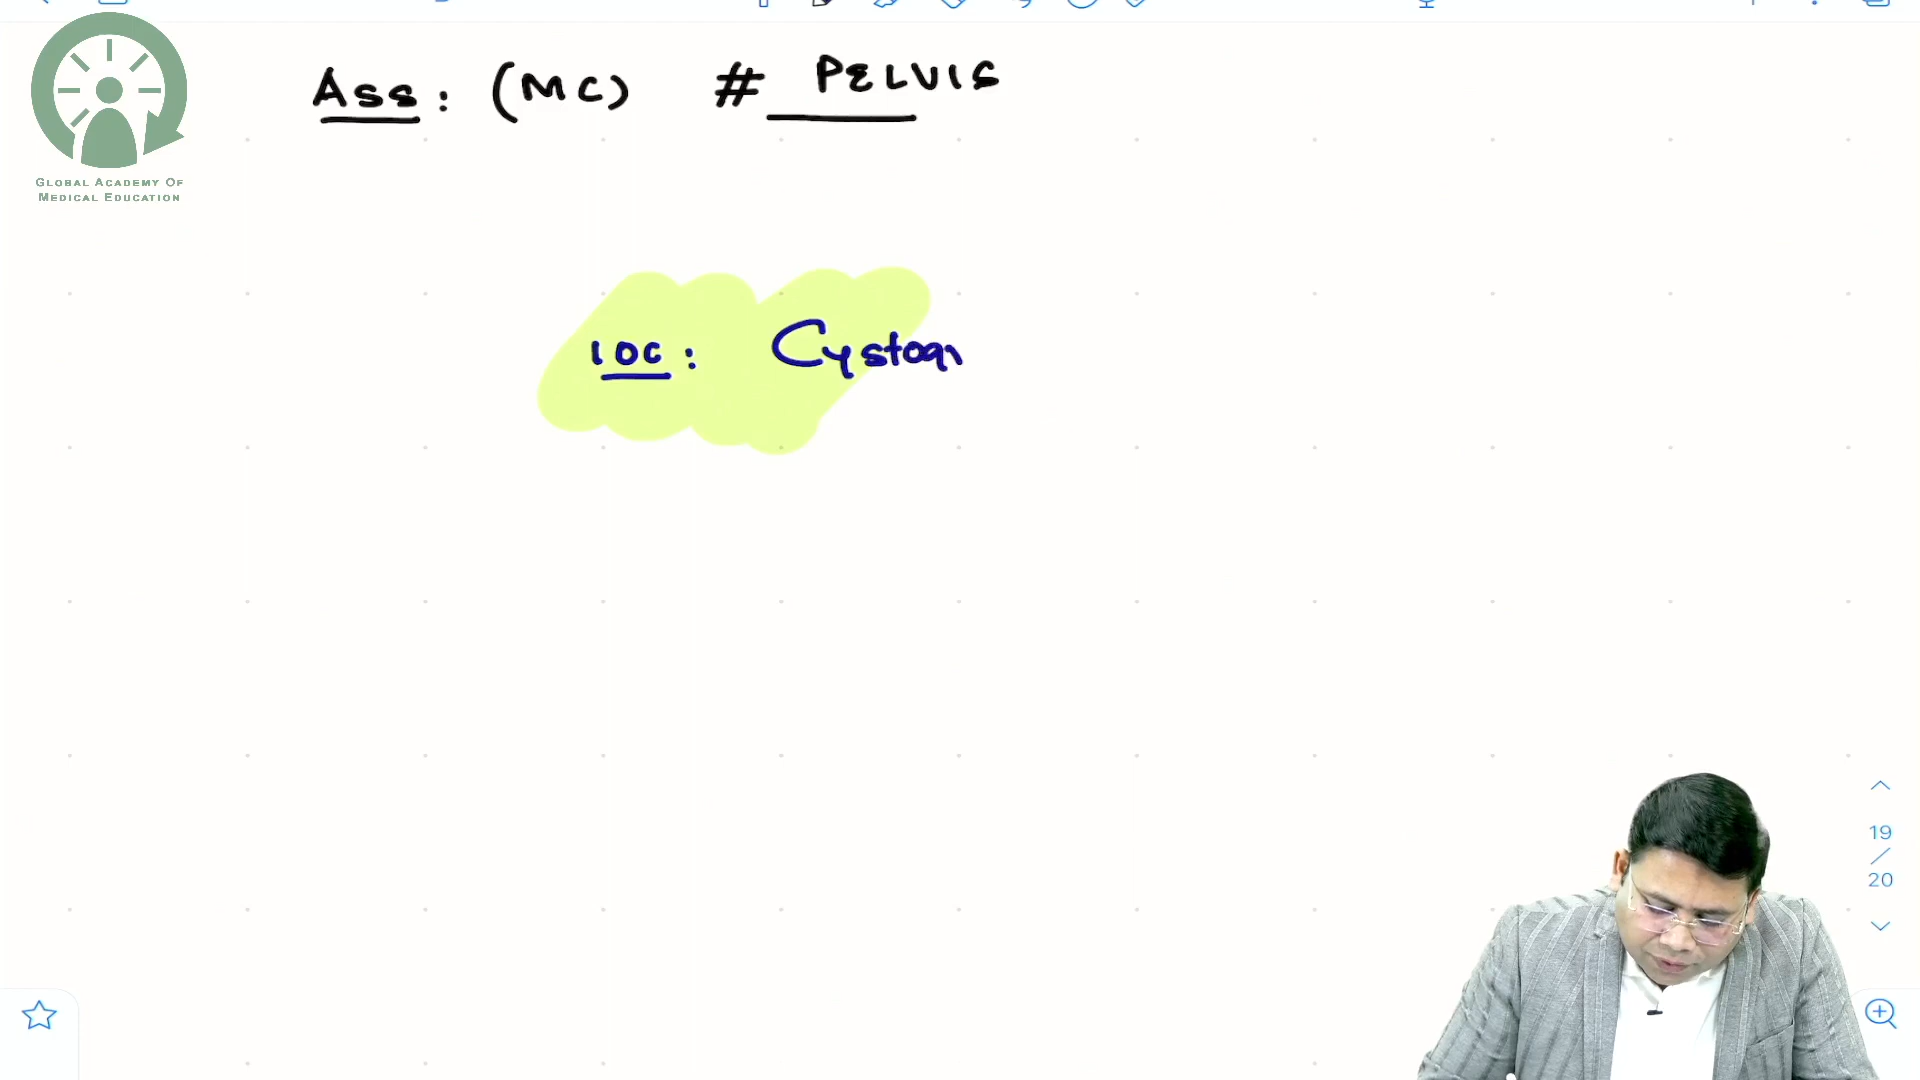 GLOBAL ACADEMY OF
MEDICAL EDUCATION
Ass: (MC) # PELVIS
IOC: Cystogr
19
/
20